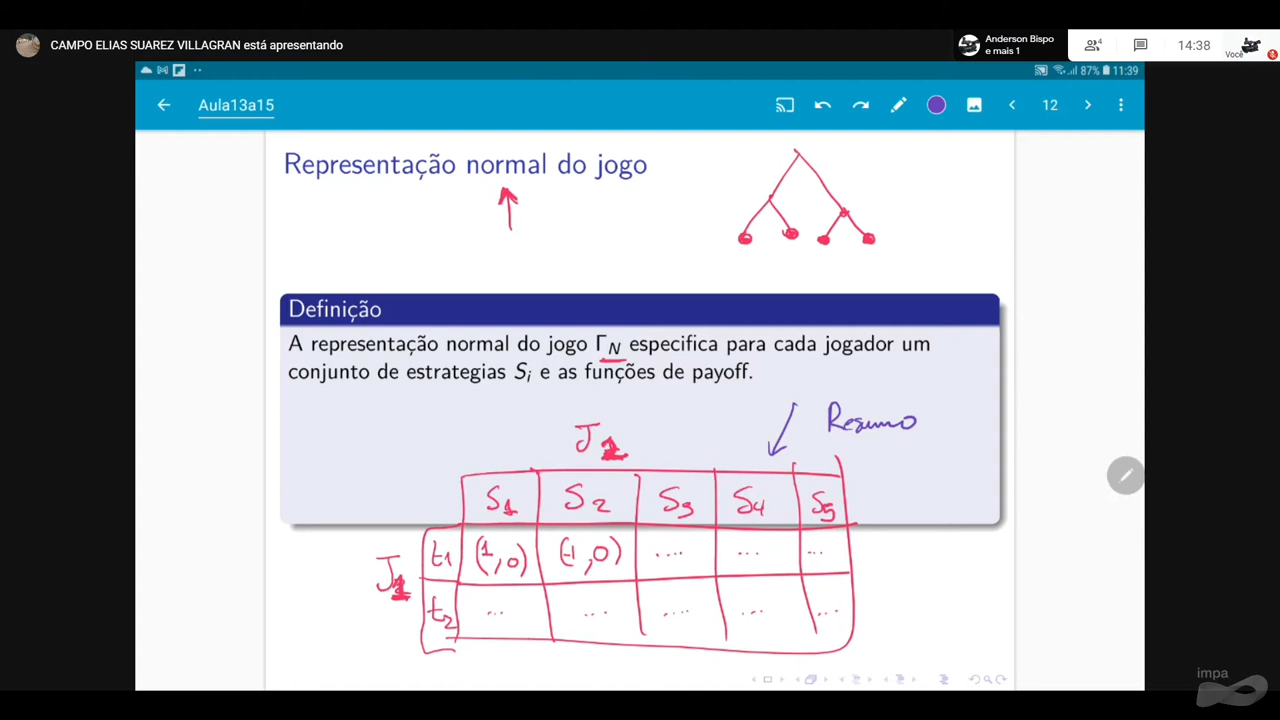 CAMPO ELIAS SUAREZ VILLAGRAN está apresentando
Anderson Bispo
e mais 1
4
14:38
Você
87% 11:39
Aula13a15
12
Representação normal do jogo
Definição
A representação normal do jogo Γ_N especifica para cada jogador um
conjunto de estrategias S_i e as funções de payoff.
Resumo
J
S1 S2 S3 S4 S5
t1 (1,0) (-1,0) .... ... ...
J1
t2 ... ... .... ... ...
impa